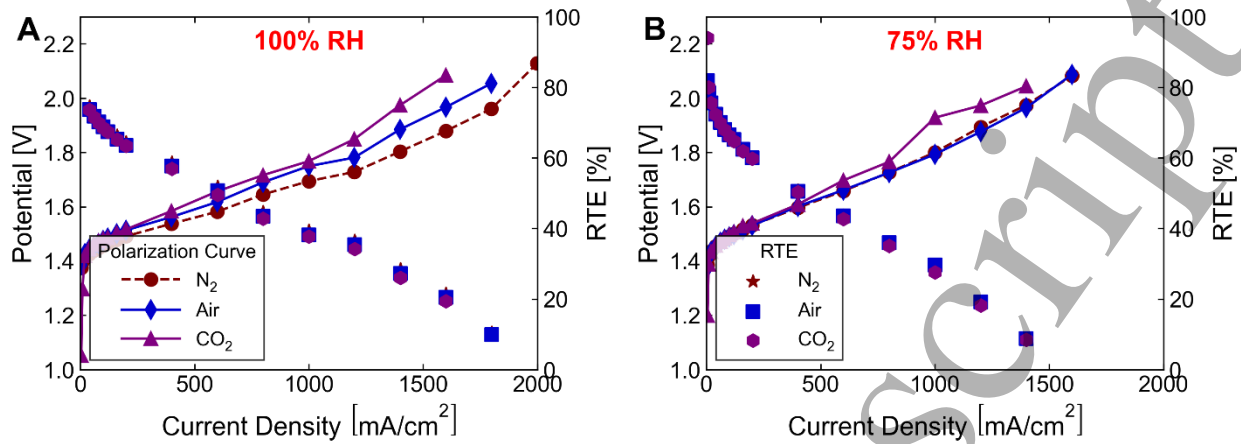 A
100% RH
2.2
2.0
1.8
1.6
1.4
1.2
1.0
Potential [V]
100
80
60
40
20
0
RTE [%]
Polarization Curve
N₂
Air
CO₂
0
500
1000
1500
2000
Current Density [mA/cm²]
B
75% RH
2.2
2.0
1.8
1.6
1.4
1.2
1.0
Potential [V]
100
80
60
40
20
0
RTE [%]
RTE
N₂
Air
CO₂
0
500
1000
1500
2000
Current Density [mA/cm²]
script